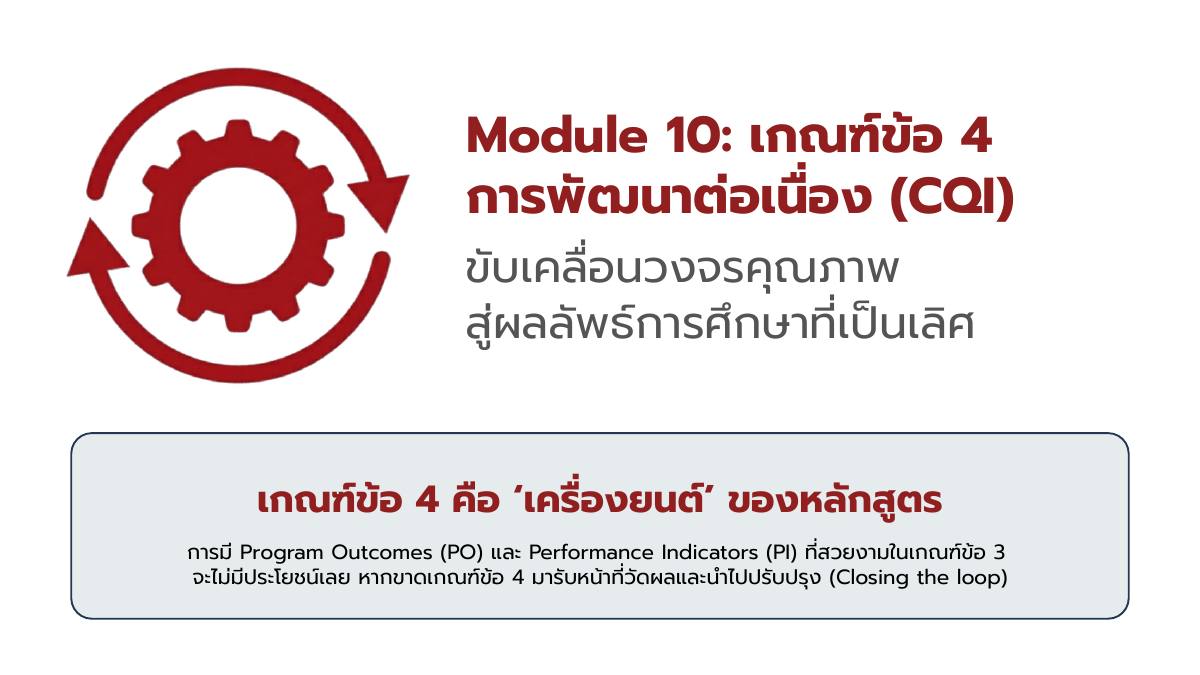 Module 10: เกณฑ์ข้อ 4
การพัฒนาต่อเนื่อง (CQI)
ขับเคลื่อนวงจรคุณภาพ
สู่ผลลัพธ์การศึกษาที่เป็นเลิศ
เกณฑ์ข้อ 4 คือ ‘เครื่องยนต์’ ของหลักสูตร
การมี Program Outcomes (PO) และ Performance Indicators (PI) ที่สวยงามในเกณฑ์ข้อ 3
จะไม่มีประโยชน์เลย หากขาดเกณฑ์ข้อ 4 มารับหน้าที่วัดผลและนำไปปรับปรุง (Closing the loop)